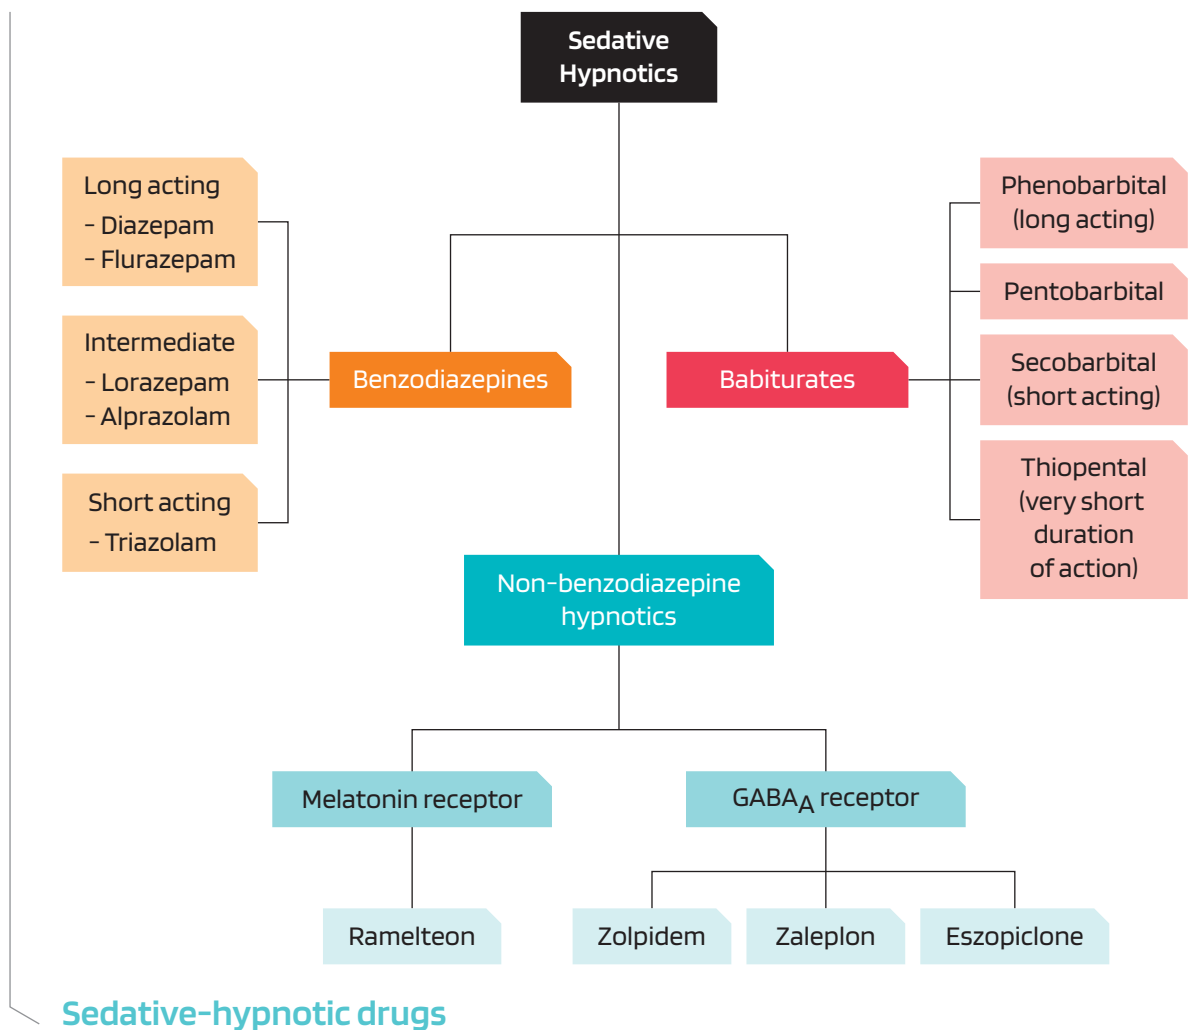 Sedative
Hypnotics
Long acting
- Diazepam
- Flurazepam
Intermediate
- Lorazepam
- Alprazolam
Short acting
- Triazolam
Benzodiazepines
Babiturates
Phenobarbital
(long acting)
Pentobarbital
Secobarbital
(short acting)
Thiopental
(very short
duration
of action)
Non-benzodiazepine
hypnotics
Melatonin receptor
GABAA receptor
Ramelteon
Zolpidem
Zaleplon
Eszopiclone
Sedative-hypnotic drugs